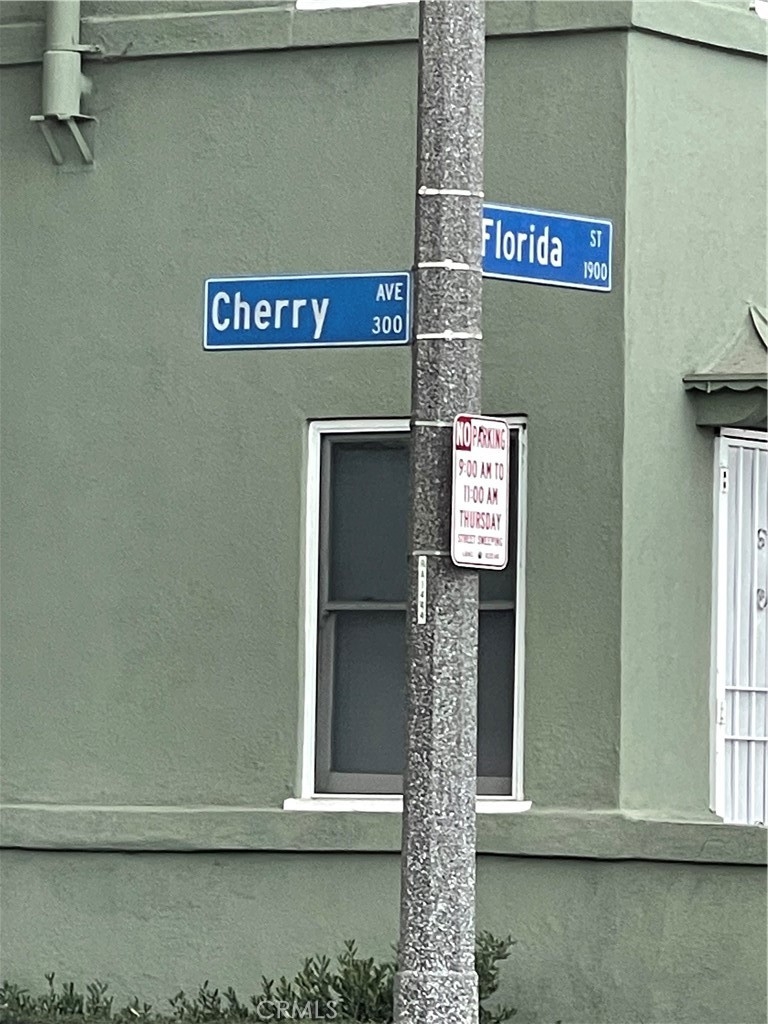 Florida ST
1900
Cherry AVE
300
NO PARKING
9:00 AM TO
11:00 AM
THURSDAY
STREET SWEEPING
CRMLS